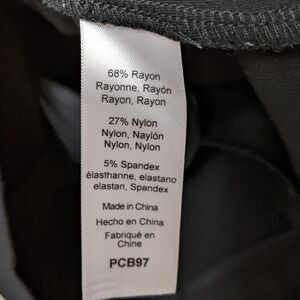 68% Rayon
Rayonne, Rayón
Rayon, Rayon
27% Nylon
Nylon, Naylón
Nylon, Nylon
5% Spandex
élasthanne, elastano
elastan, Spandex
Made in China
Hecho en China
Fabriqué en
Chine
PCB97